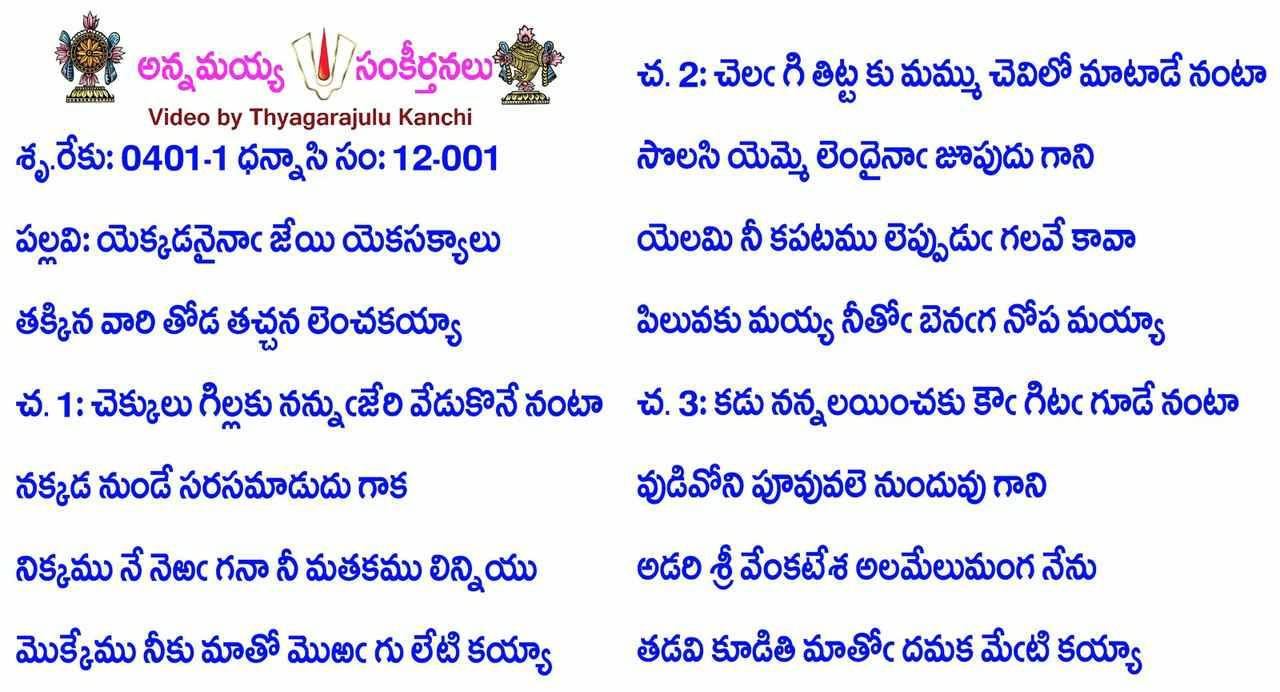 అన్నమయ్య సంకీర్తనలు
Video by Thyagarajulu Kanchi
శృ.రేకు: 0401-1 ధన్నాసి సం: 12-001
పల్లవి: యెక్కడనైనాఁ జేయి యెకసక్యాలు
తక్కిన వారి తోడ తచ్చన లెంచకయ్యా
చ. 1: చెక్కులు గిల్లకు నన్నుఁజేరి వేడుకొనే నంటా
నక్కడ నుండే సరసమాడుదు గాక
నిక్కము నే నెఱఁ గనా నీ మతకము లిన్నియు
మొక్కేము నీకు మాతో మొఱఁ గు లేటి కయ్యా
చ. 2: చెలఁ గి తిట్ట కు మమ్ము చెవిలో మాటాడే నంటా
సొలసి యెమ్మె లెందైనాఁ జూపుదు గాని
యెలమి నీ కపటము లెప్పుడుఁ గలవే కావా
పిలువకు మయ్య నీతోఁ బెనఁగ నోప మయ్యా
చ. 3: కడు నన్నలయించకు కౌఁ గిటఁ గూడే నంటా
వుడివోని పూవువలె నుందువు గాని
అడరి శ్రీ వేంకటేశ అలమేలుమంగ నేను
తడవి కూడితి మాతోఁ దమక మేఁటి కయ్యా